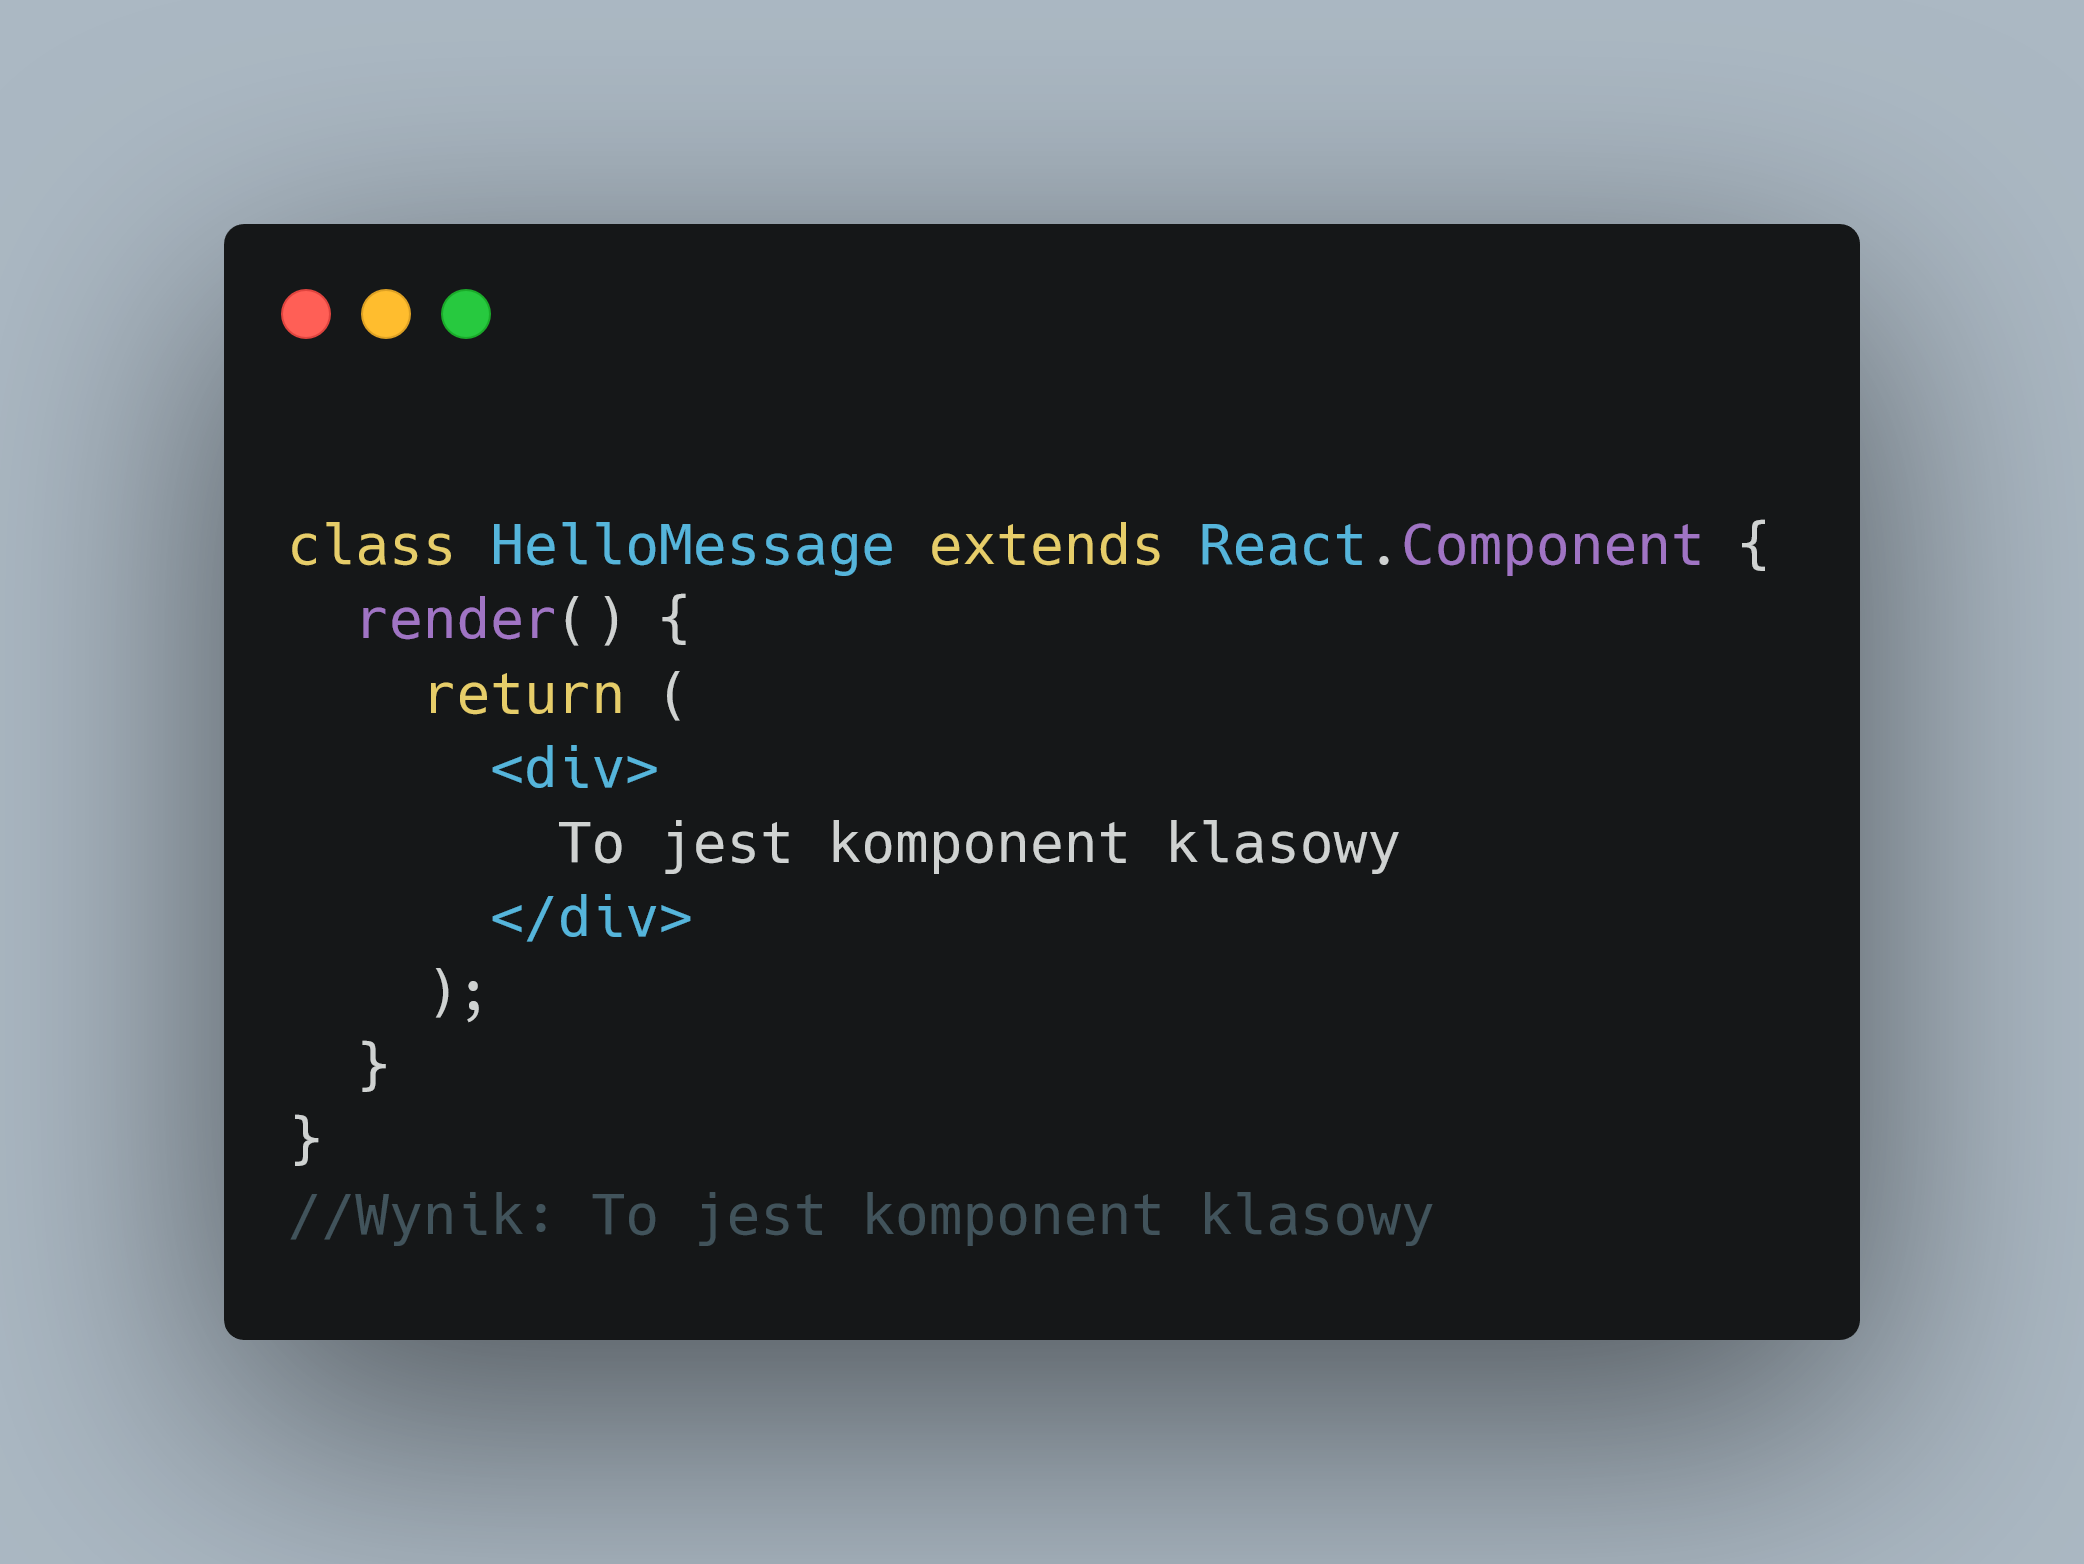 class HelloMessage extends React.Component {
  render() {
    return (
      <div>
        To jest komponent klasowy
      </div>
    );
  }
}
//Wynik: To jest komponent klasowy